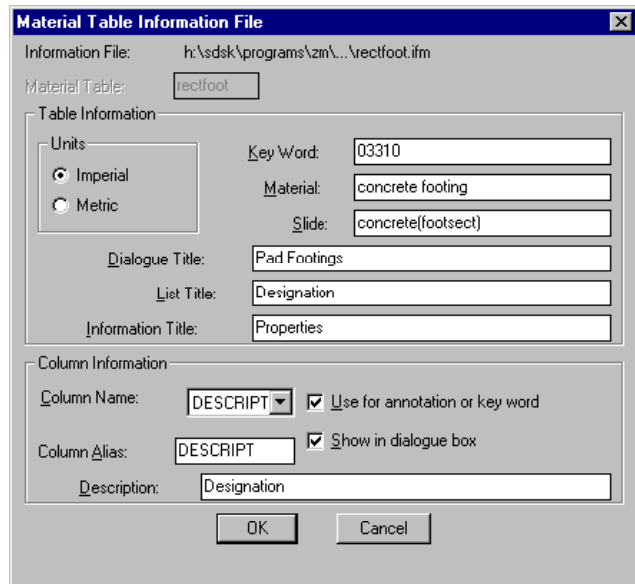 Material Table Information File
Information File: h:\sdsk\programs\zm\...\rectfoot.ifm
Material Table: rectfoot
Table Information
Units
Imperial
Metric
Key Word: 03310
Material: concrete footing
Slide: concrete(footsect)
Dialogue Title: Pad Footings
List Title: Designation
Information Title: Properties
Column Information
Column Name: DESCRIPT Use for annotation or key word
Show in dialogue box
Column Alias: DESCRIPT
Description: Designation
OK Cancel